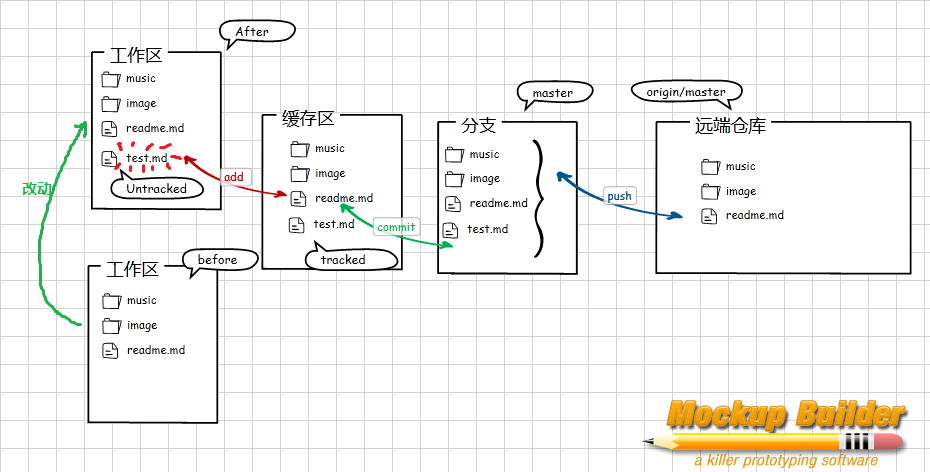 After
工作区
music
image
readme.md
test.md
Untracked
改动
before
工作区
music
image
readme.md
add
缓存区
music
image
readme.md
test.md
tracked
commit
master
分支
music
image
readme.md
test.md
push
origin/master
远端仓库
music
image
readme.md
Mockup Builder
a killer prototyping software